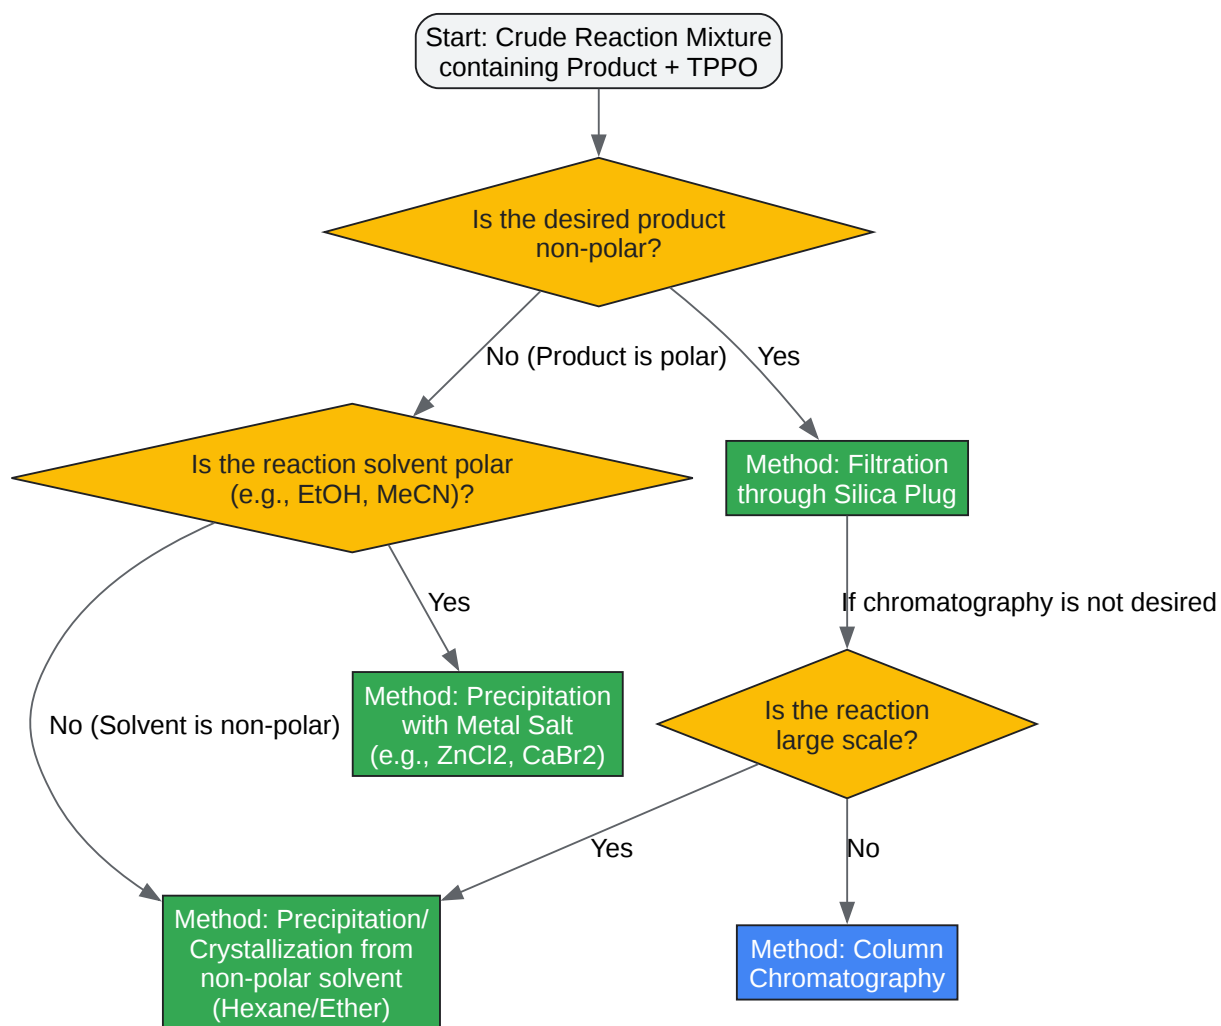 Start: Crude Reaction Mixture
containing Product + TPPO
Is the desired product
non-polar?
No (Product is polar)
Yes
Is the reaction solvent polar
(e.g., EtOH, MeCN)?
Method: Filtration
through Silica Plug
Yes
If chromatography is not desired
No (Solvent is non-polar)
Method: Precipitation
with Metal Salt
(e.g., ZnCl2, CaBr2)
Is the reaction
large scale?
Yes
No
Method: Precipitation/
Crystallization from
non-polar solvent
(Hexane/Ether)
Method: Column
Chromatography